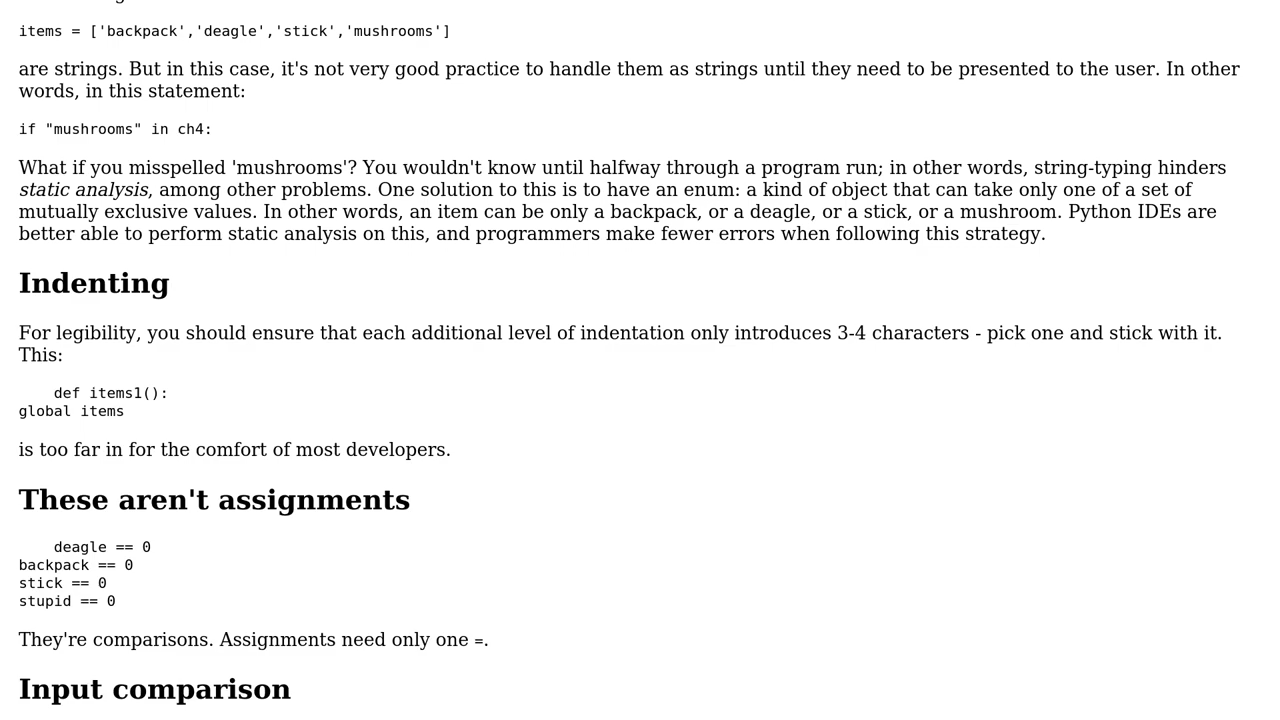 items = ['backpack','deagle','stick','mushrooms']
are strings. But in this case, it's not very good practice to handle them as strings until they need to be presented to the user. In other
words, in this statement:
if "mushrooms" in ch4:
What if you misspelled 'mushrooms'? You wouldn't know until halfway through a program run; in other words, string-typing hinders
static analysis, among other problems. One solution to this is to have an enum: a kind of object that can take only one of a set of
mutually exclusive values. In other words, an item can be only a backpack, or a deagle, or a stick, or a mushroom. Python IDEs are
better able to perform static analysis on this, and programmers make fewer errors when following this strategy.
Indenting
For legibility, you should ensure that each additional level of indentation only introduces 3-4 characters - pick one and stick with it.
This:
    def items1():
global items
is too far in for the comfort of most developers.
These aren't assignments
    deagle == 0
backpack == 0
stick == 0
stupid == 0
They're comparisons. Assignments need only one =.
Input comparison